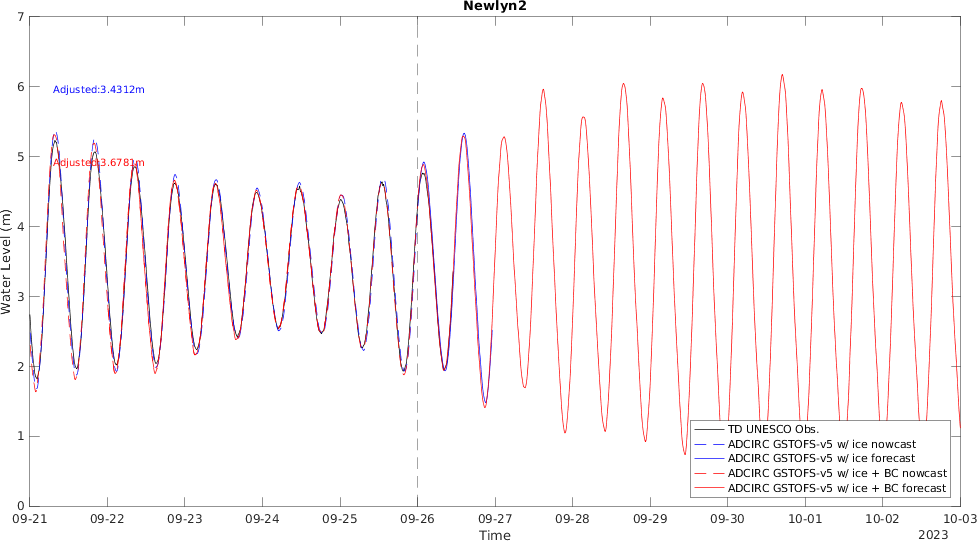 Newlyn2
7
6
5
4
3
2
1
0
Water Level (m)
Adjusted:3.4312m
Adjusted:3.6781m
TD UNESCO Obs.
ADCIRC GSTOFS-v5 w/ ice nowcast
ADCIRC GSTOFS-v5 w/ ice forecast
ADCIRC GSTOFS-v5 w/ ice + BC nowcast
ADCIRC GSTOFS-v5 w/ ice + BC forecast
09-21 09-22 09-23 09-24 09-25 09-26 09-27 09-28 09-29 09-30 10-01 10-02 10-03
Time
2023